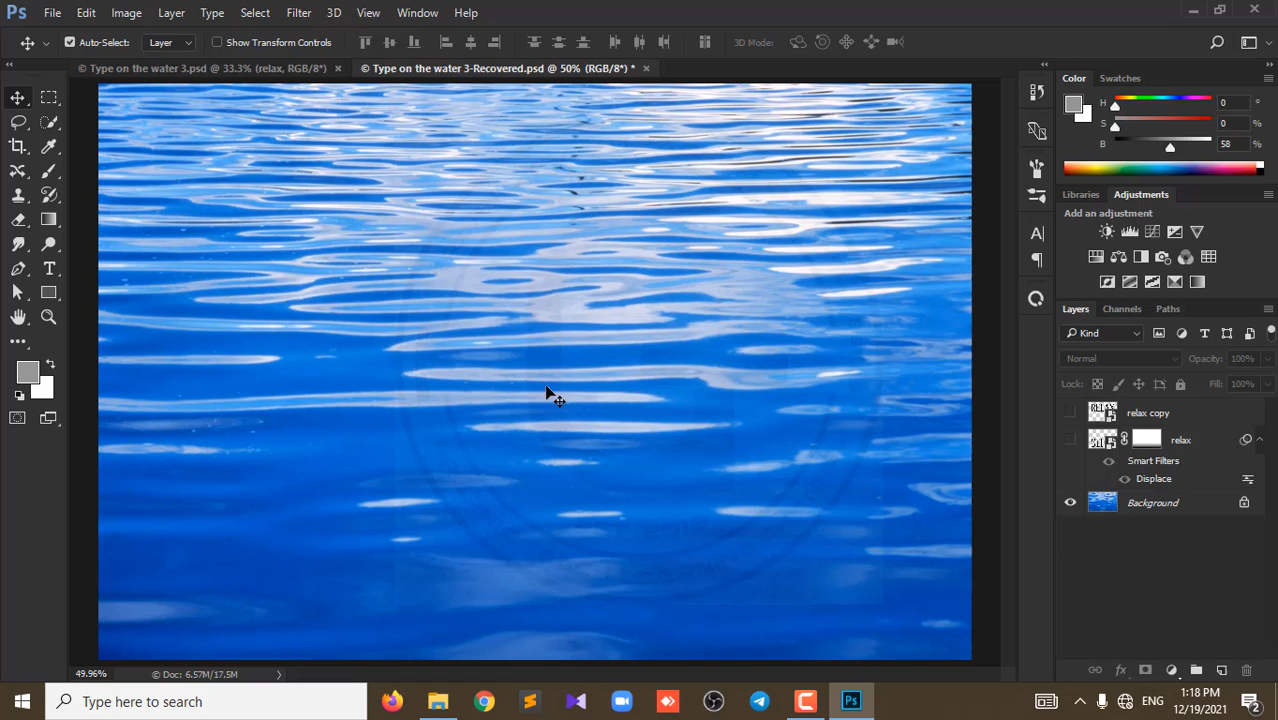 Ps File Edit Image Layer Type Select Filter 3D View Window Help
Auto-Select: Layer Show Transform Controls 3D Mode:
© Type on the water 3.psd @ 33.3% (relax, RGB/8*) × © Type on the water 3-Recovered.psd @ 50% (RGB/8*) * ×
Color Swatches
H 0 °
S 0 %
B 58 %
Libraries Adjustments
Add an adjustment
Layers Channels Paths
Kind
Normal Opacity: 100%
Lock: Fill: 100%
RELAX relax copy
relax
Smart Filters
Displace
Background
49.96% © Doc: 6.57M/17.5M
Type here to search
ENG
1:18 PM
12/19/2021
2